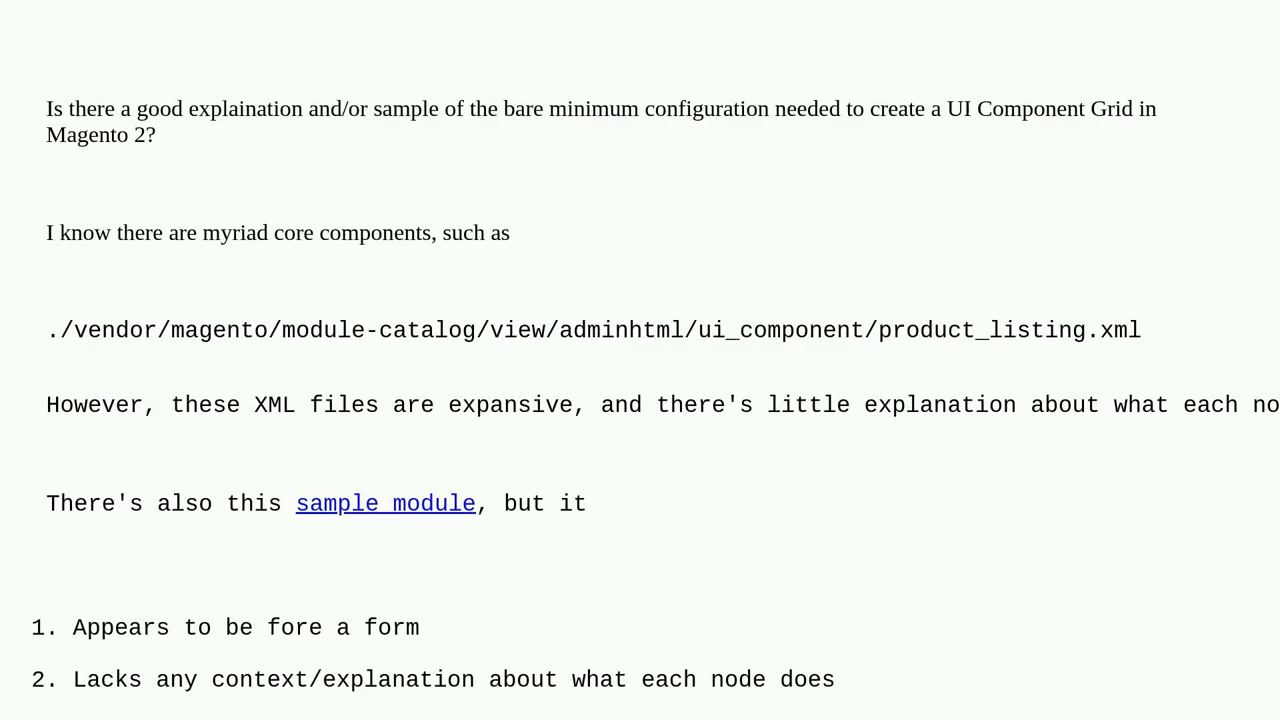 Is there a good explaination and/or sample of the bare minimum configuration needed to create a UI Component Grid in
Magento 2?
I know there are myriad core components, such as
./vendor/magento/module-catalog/view/adminhtml/ui_component/product_listing.xml
However, these XML files are expansive, and there's little explanation about what each no
There's also this sample module, but it
1. Appears to be fore a form
2. Lacks any context/explanation about what each node does